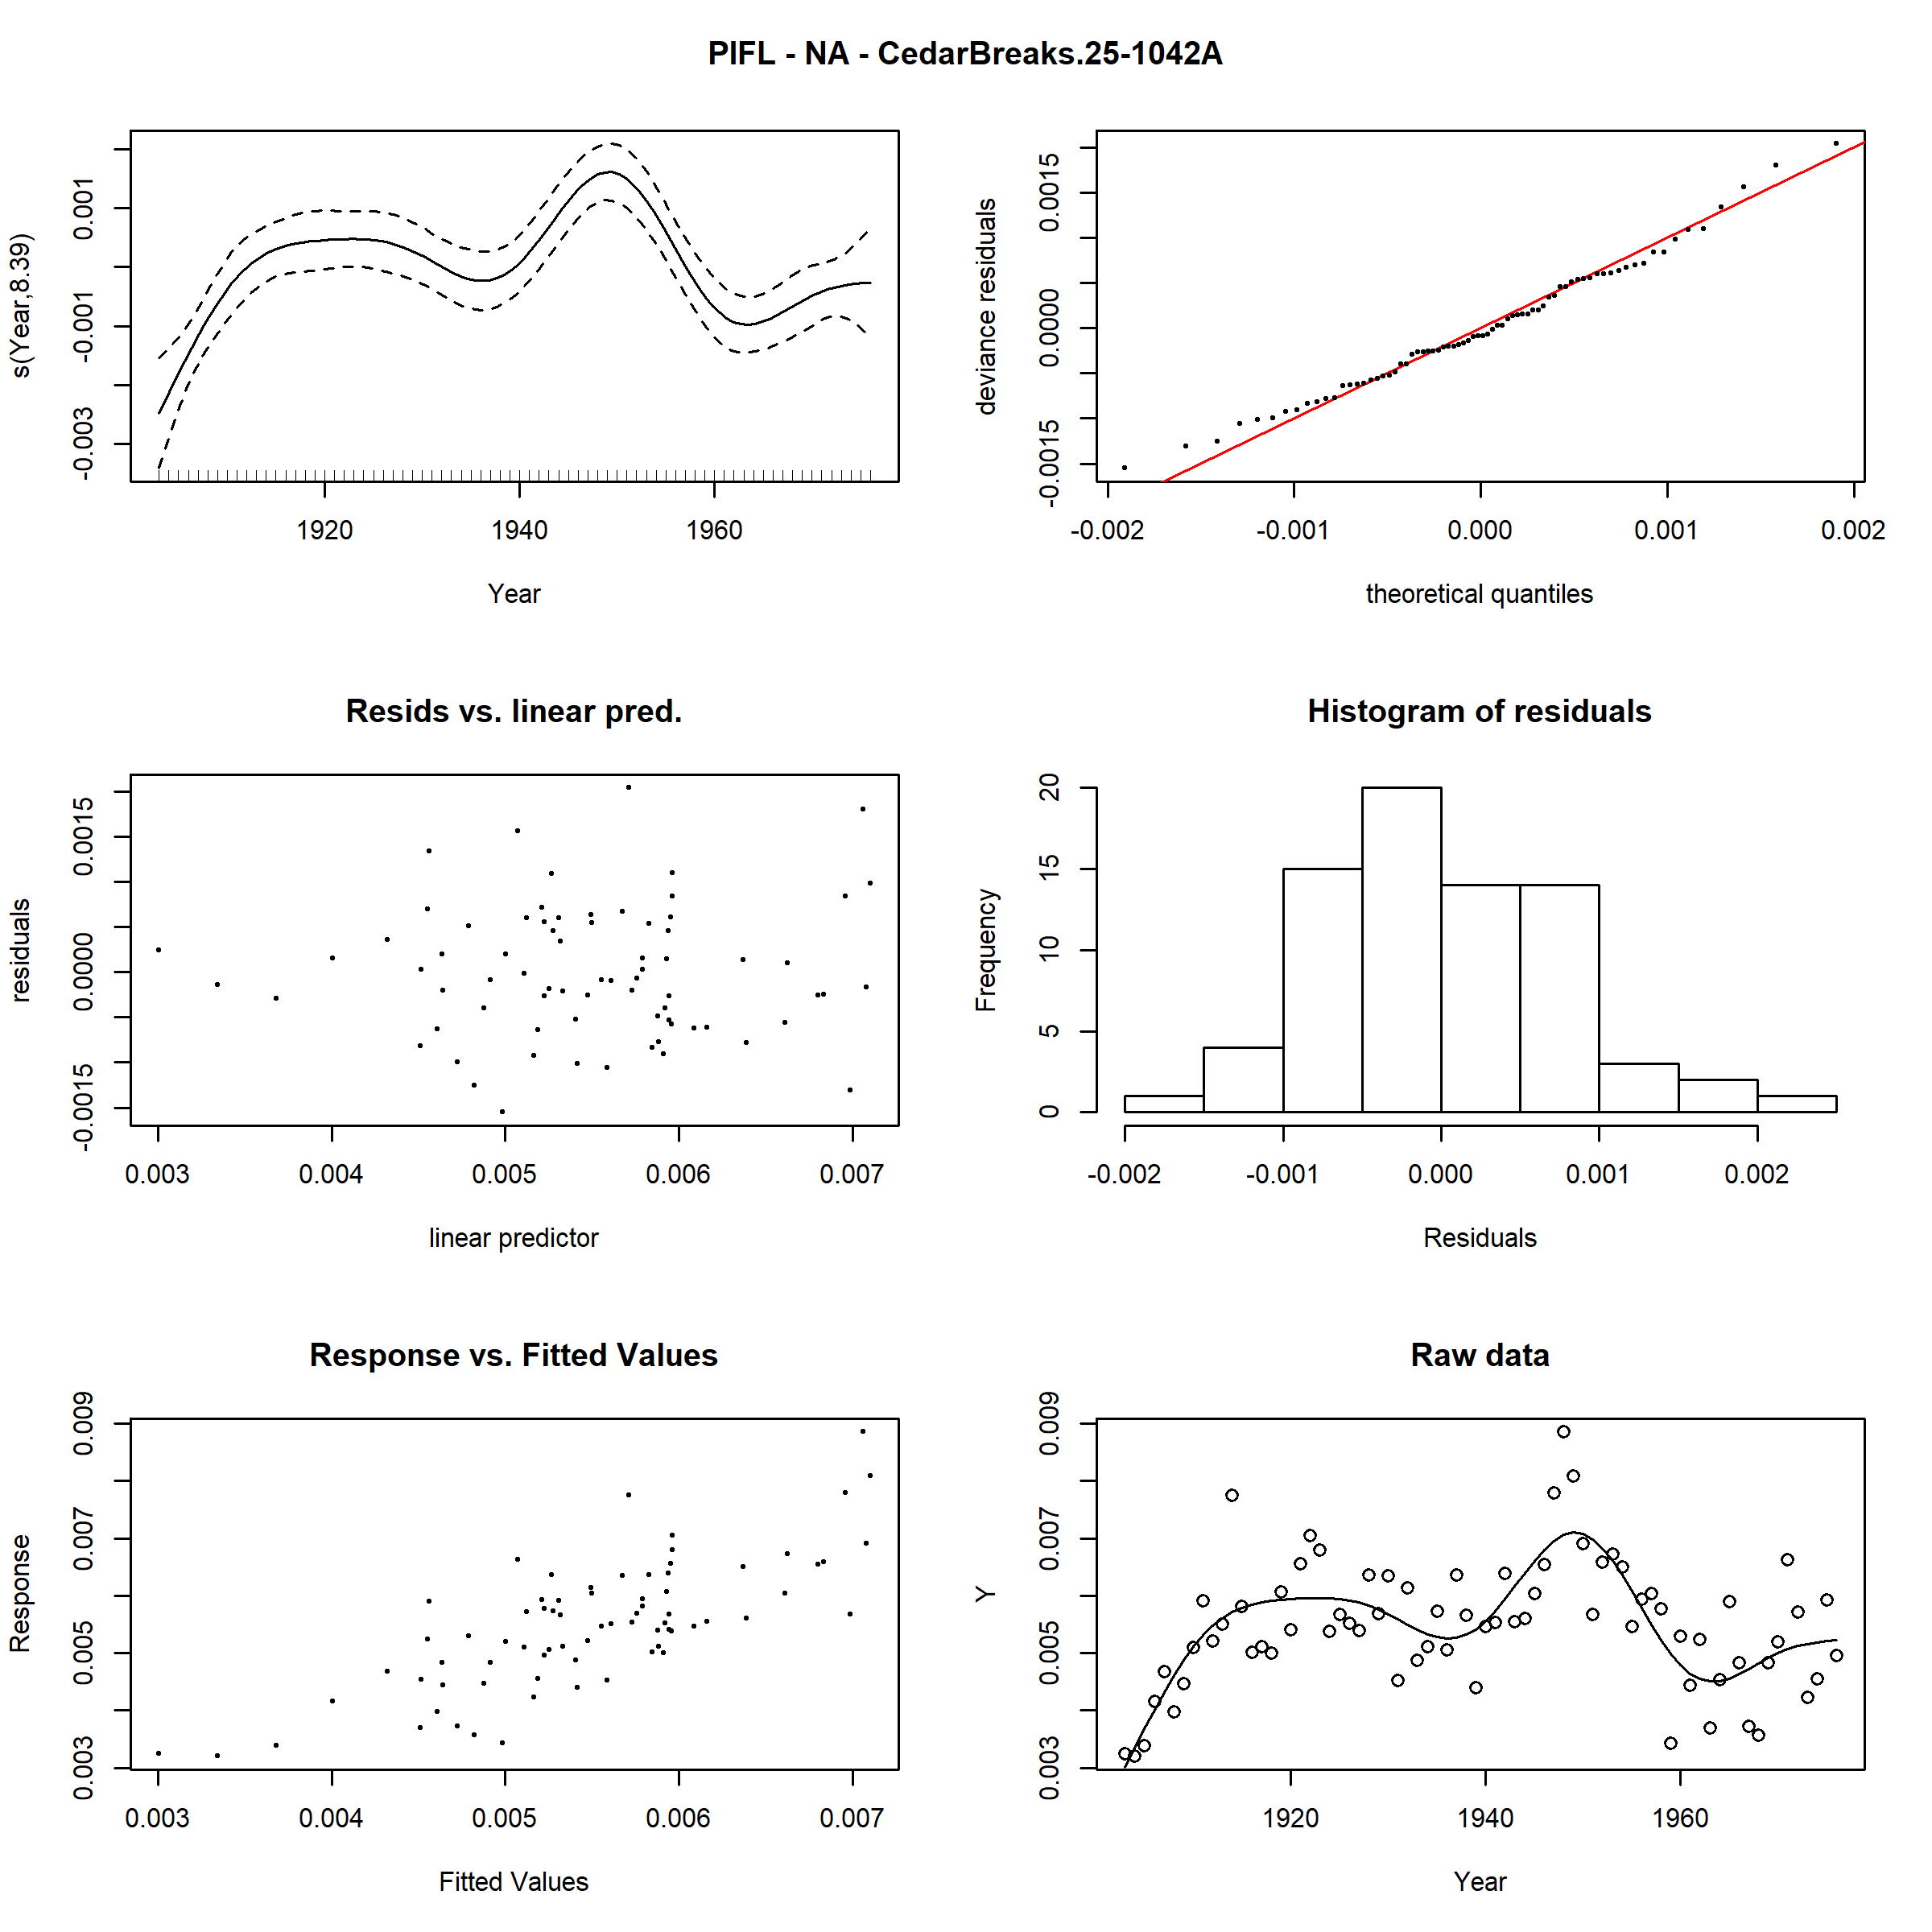 PIFL - NA - CedarBreaks.25-1042A
s(Year,8.39)
-0.003 -0.001 0.001
1920 1940 1960
Year
deviance residuals
-0.0015 0.0000 0.0015
-0.002 -0.001 0.000 0.001 0.002
theoretical quantiles
Resids vs. linear pred.
residuals
-0.0015 0.0000 0.0015
0.003 0.004 0.005 0.006 0.007
linear predictor
Histogram of residuals
Frequency
0 5 10 15 20
-0.002 -0.001 0.000 0.001 0.002
Residuals
Response vs. Fitted Values
Response
0.003 0.005 0.007 0.009
0.003 0.004 0.005 0.006 0.007
Fitted Values
Raw data
Y
0.003 0.005 0.007 0.009
1920 1940 1960
Year